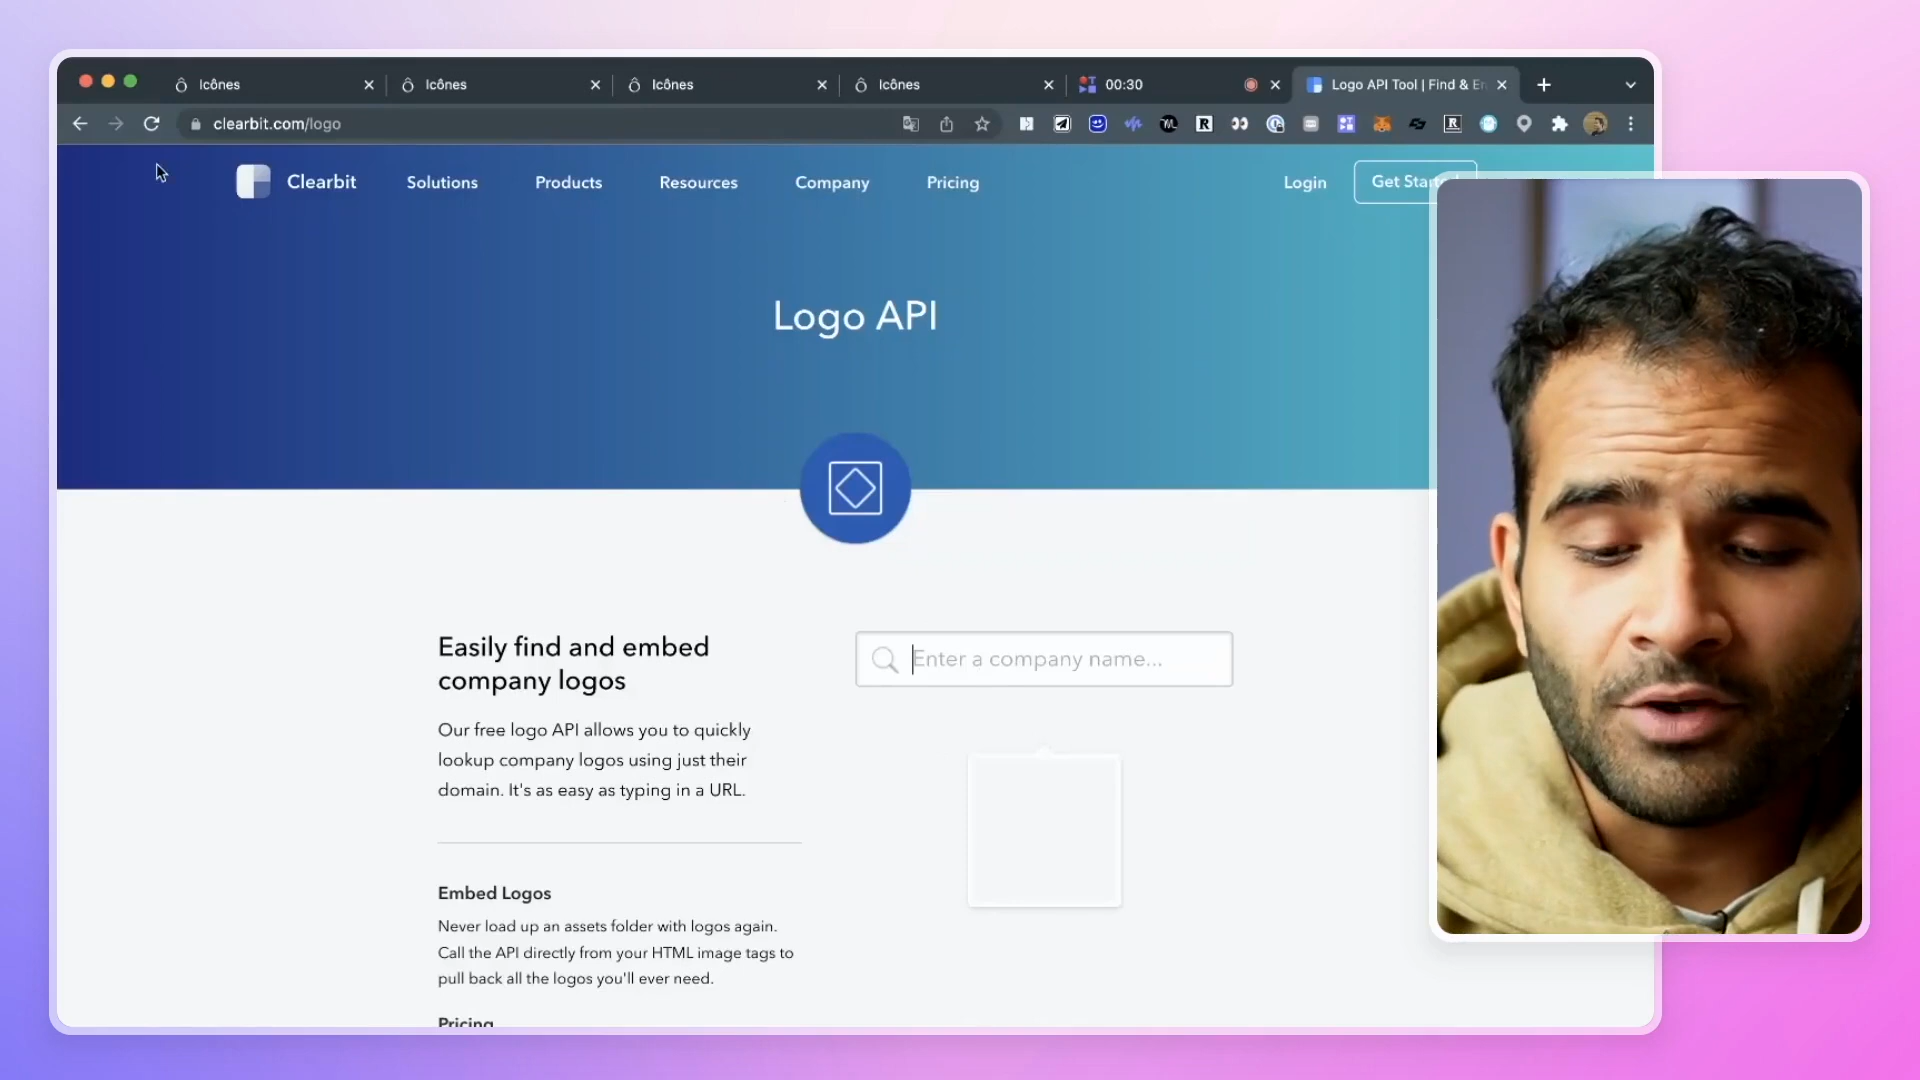 Icônes
Icônes
Icônes
Icônes
00:30
Logo API Tool | Find & En
clearbit.com/logo
Clearbit
Solutions
Products
Resources
Company
Pricing
Login
Get Starte
Logo API
Easily find and embed
company logos
Enter a company name...
Our free logo API allows you to quickly
lookup company logos using just their
domain. It's as easy as typing in a URL.
Embed Logos
Never load up an assets folder with logos again.
Call the API directly from your HTML image tags to
pull back all the logos you'll ever need.
Pricing